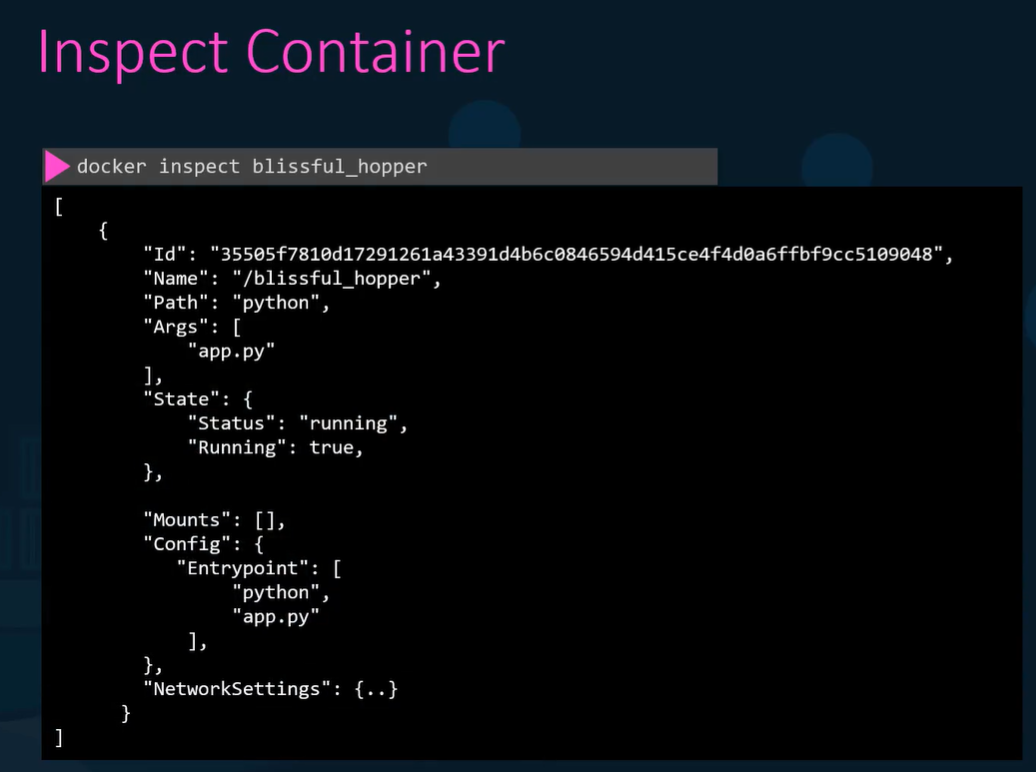 Inspect Container
docker inspect blissful_hopper
[
{
"Id": "35505f7810d17291261a43391d4b6c0846594d415ce4f4d0a6ffbf9cc5109048",
"Name": "/blissful_hopper",
"Path": "python",
"Args": [
"app.py"
],
"State": {
"Status": "running",
"Running": true,
},
"Mounts": [],
"Config": {
"Entrypoint": [
"python",
"app.py"
],
},
"NetworkSettings": {..}
}
]